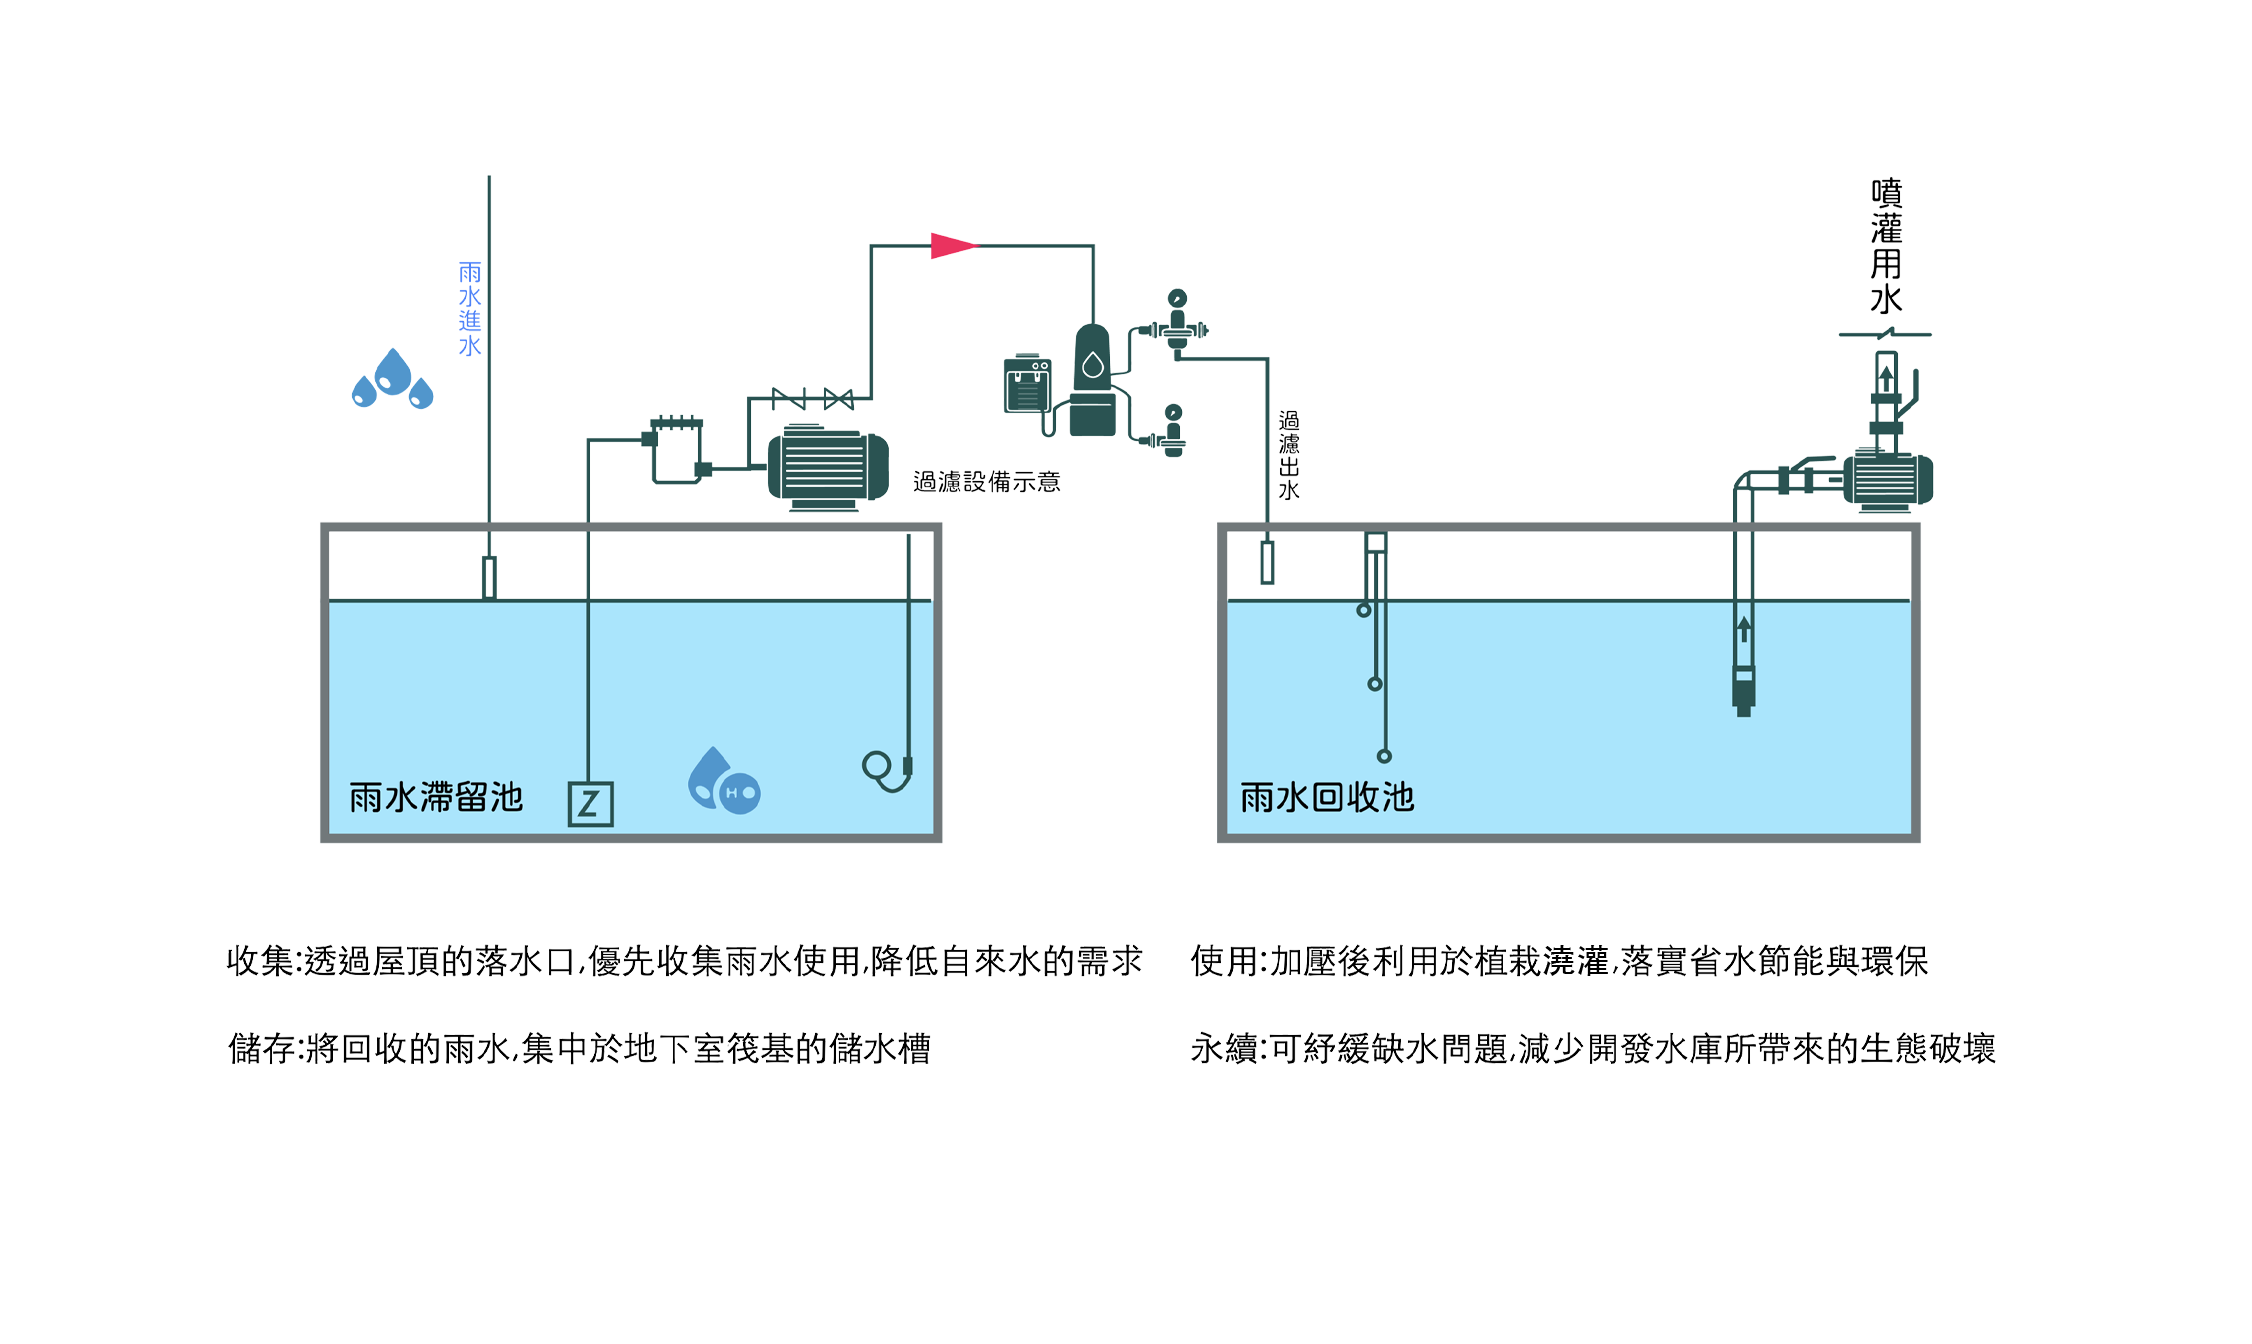 噴灌用水
雨水進水
過濾出水
過濾設備示意
雨水滯留池
Z
H
雨水回收池
收集:透過屋頂的落水口,優先收集雨水使用,降低自來水的需求
儲存:將回收的雨水,集中於地下室筏基的儲水槽
使用:加壓後利用於植栽澆灌,落實省水節能與環保
永續:可紓緩缺水問題,減少開發水庫所帶來的生態破壞